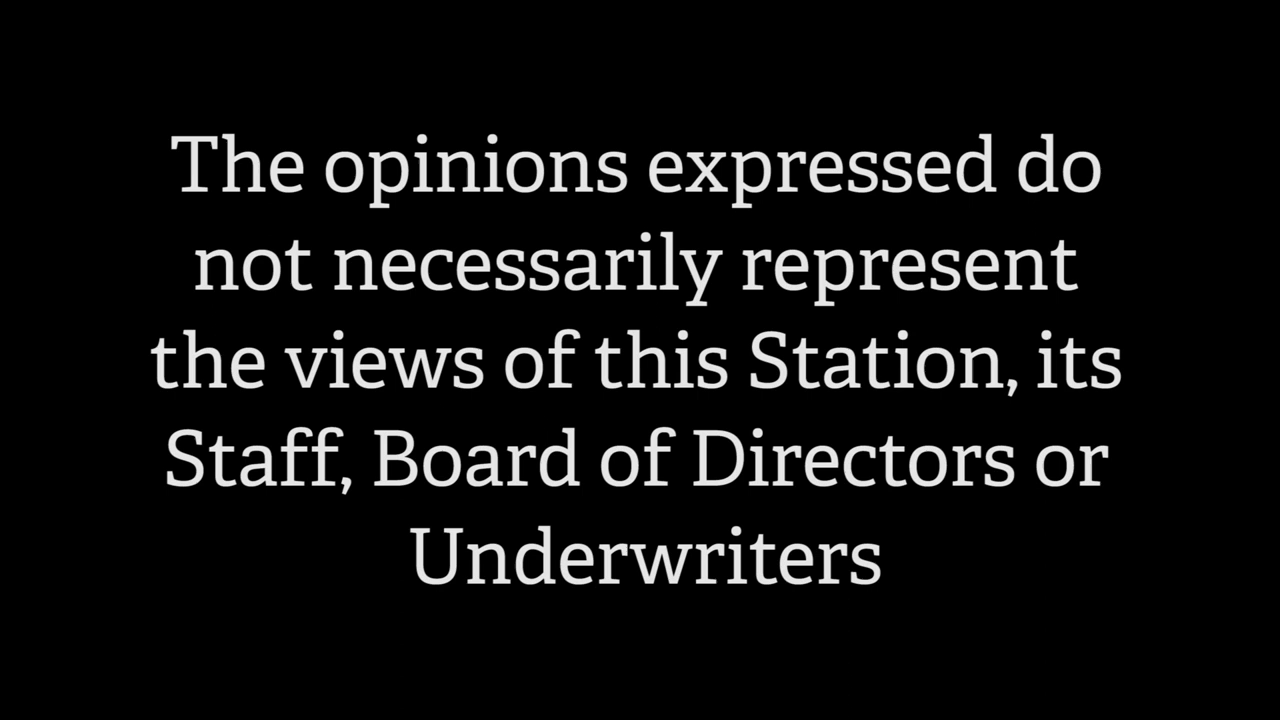 The opinions expressed do
not necessarily represent
the views of this Station, its
Staff, Board of Directors or
Underwriters